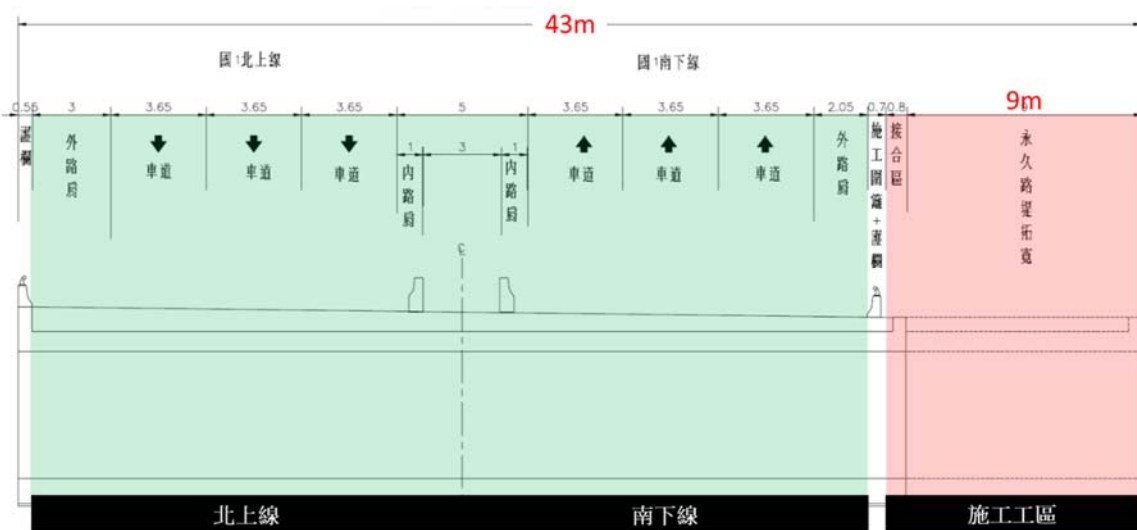 43m
國1北上線 國1南下線
0.55 3 3.65 3.65 3.65 5 3.65 3.65 3.65 2.05 0.7 0.8 9m
護欄 外路肩 車道 車道 車道 1 3 1 車道 車道 車道 外路肩 施工圍籬+護欄 接合區 永久路堤拓寬
內路肩 內路肩
℄
北上線 南下線 施工工區